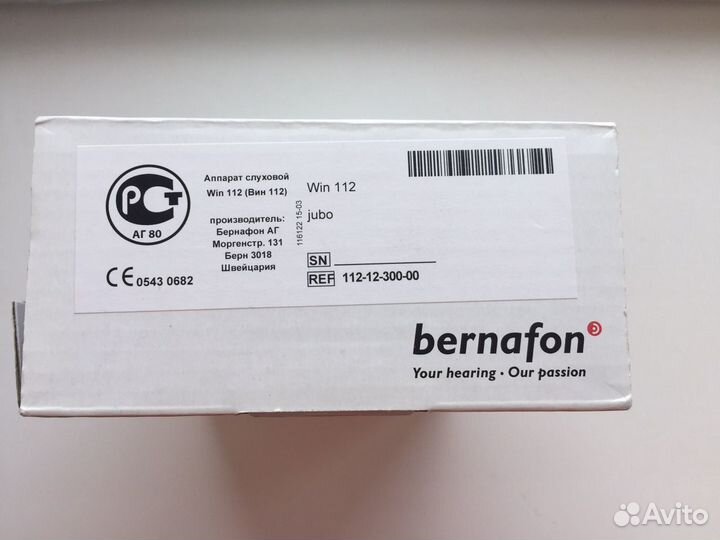 РСТ
АГ 80
CE 0543 0682
Аппарат слуховой
Win 112 (Вин 112)
производитель:
Бернафон АГ
Моргенстр. 131
Берн 3018
Швейцария
116122 15-03
Win 112
jubo
SN
REF 112-12-300-00
bernafon
Your hearing · Our passion
Avito